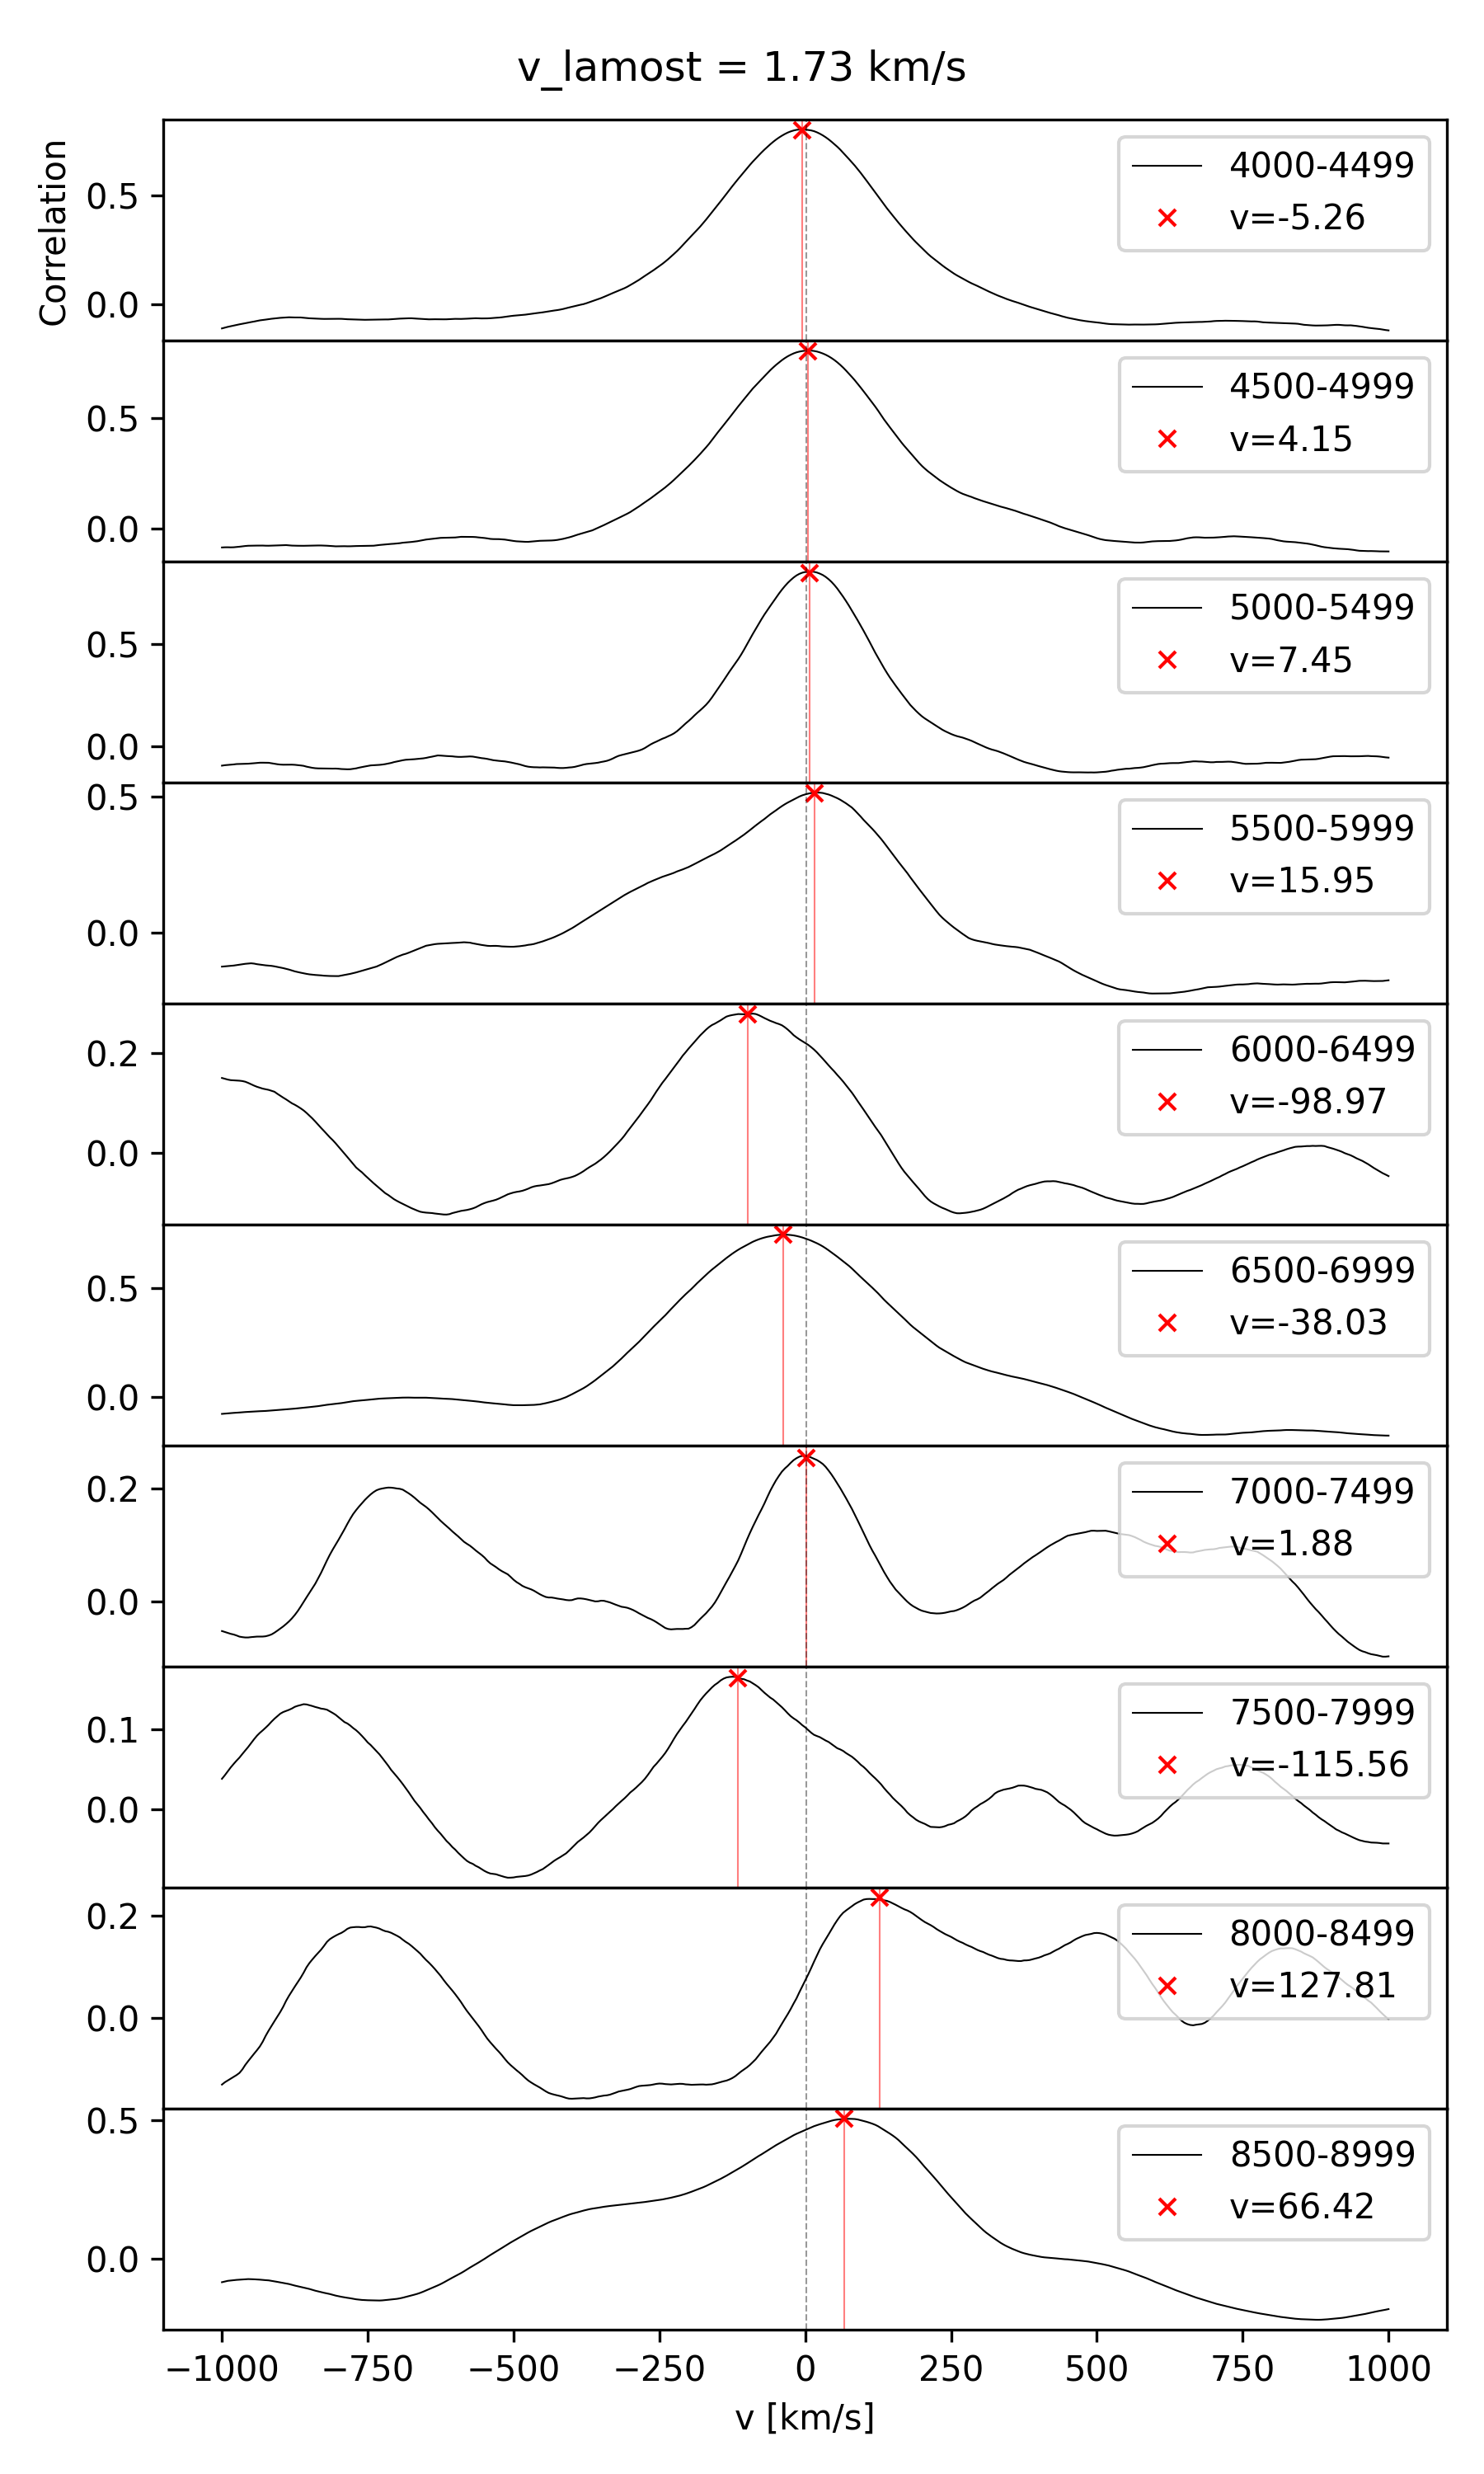 v_lamost = 1.73 km/s
Correlation
0.5
0.0
4000-4499
v=-5.26
0.5
0.0
4500-4999
v=4.15
0.5
0.0
5000-5499
v=7.45
0.5
0.0
5500-5999
v=15.95
0.2
0.0
6000-6499
v=-98.97
0.5
0.0
6500-6999
v=-38.03
0.2
0.0
7000-7499
v=1.88
0.1
0.0
7500-7999
v=-115.56
0.2
0.0
8000-8499
v=127.81
0.5
0.0
8500-8999
v=66.42
−1000 −750 −500 −250 0 250 500 750 1000
v [km/s]